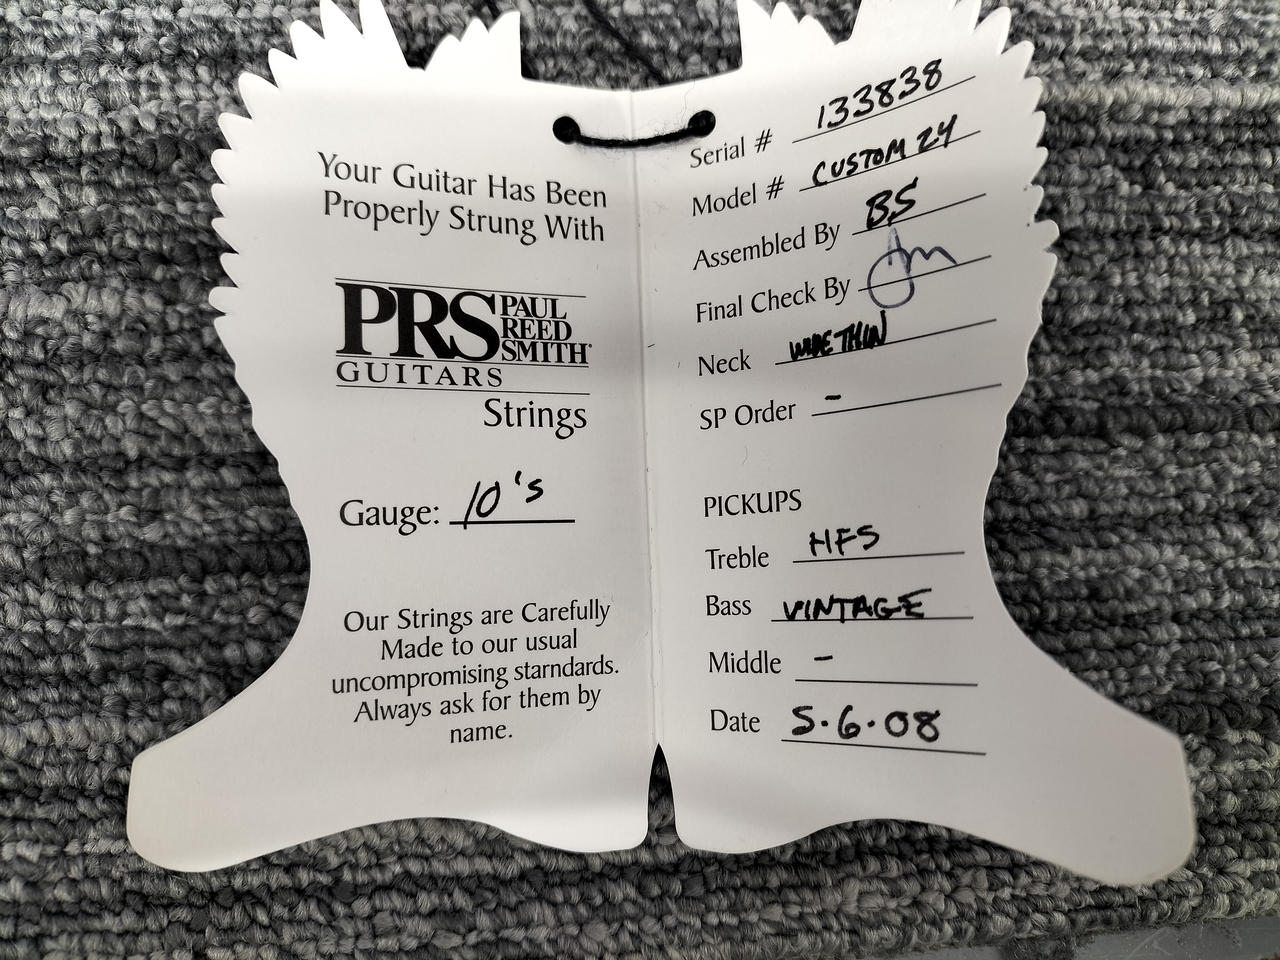 Your Guitar Has Been
Properly Strung With
PRS PAUL
REED
SMITH
GUITARS
Strings
Gauge: 10's
Our Strings are Carefully
Made to our usual
uncompromising starndards.
Always ask for them by
name.
Serial # 133838
Model # CUSTOM 24
Assembled By BS
Final Check By
Neck WIDE THIN
SP Order -
PICKUPS
Treble HFS
Bass VINTAGE
Middle -
Date 5.6.08